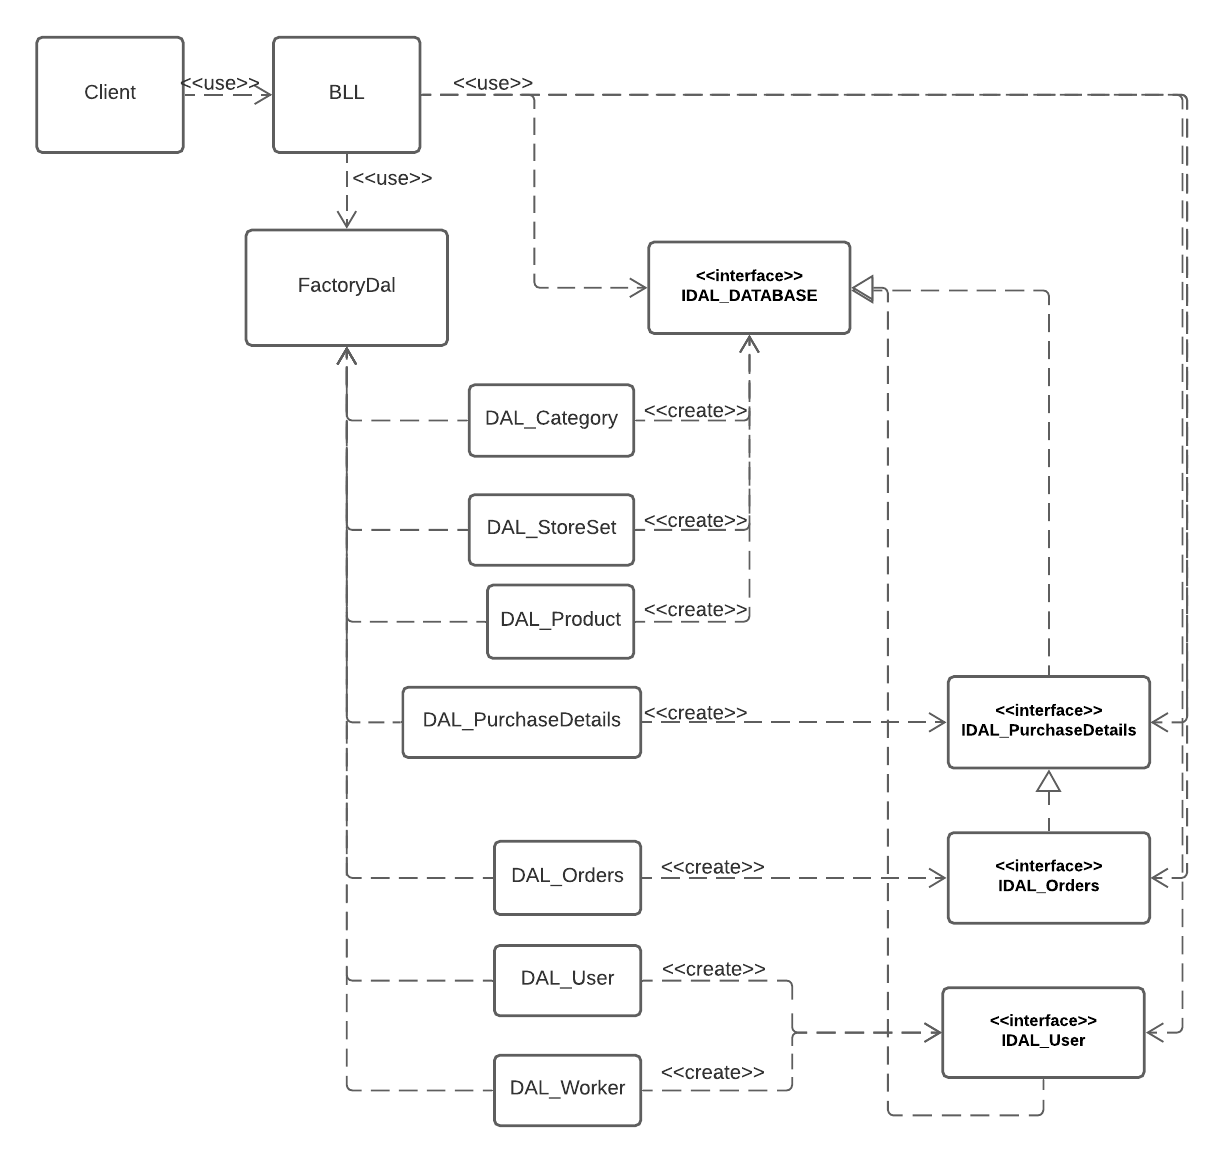 Client
<<use>>
BLL
<<use>>
<<use>>
FactoryDal
<<interface>>
IDAL_DATABASE
DAL_Category
<<create>>
DAL_StoreSet
<<create>>
DAL_Product
<<create>>
DAL_PurchaseDetails
<<create>>
<<interface>>
IDAL_PurchaseDetails
DAL_Orders
<<create>>
<<interface>>
IDAL_Orders
DAL_User
<<create>>
<<interface>>
IDAL_User
DAL_Worker
<<create>>